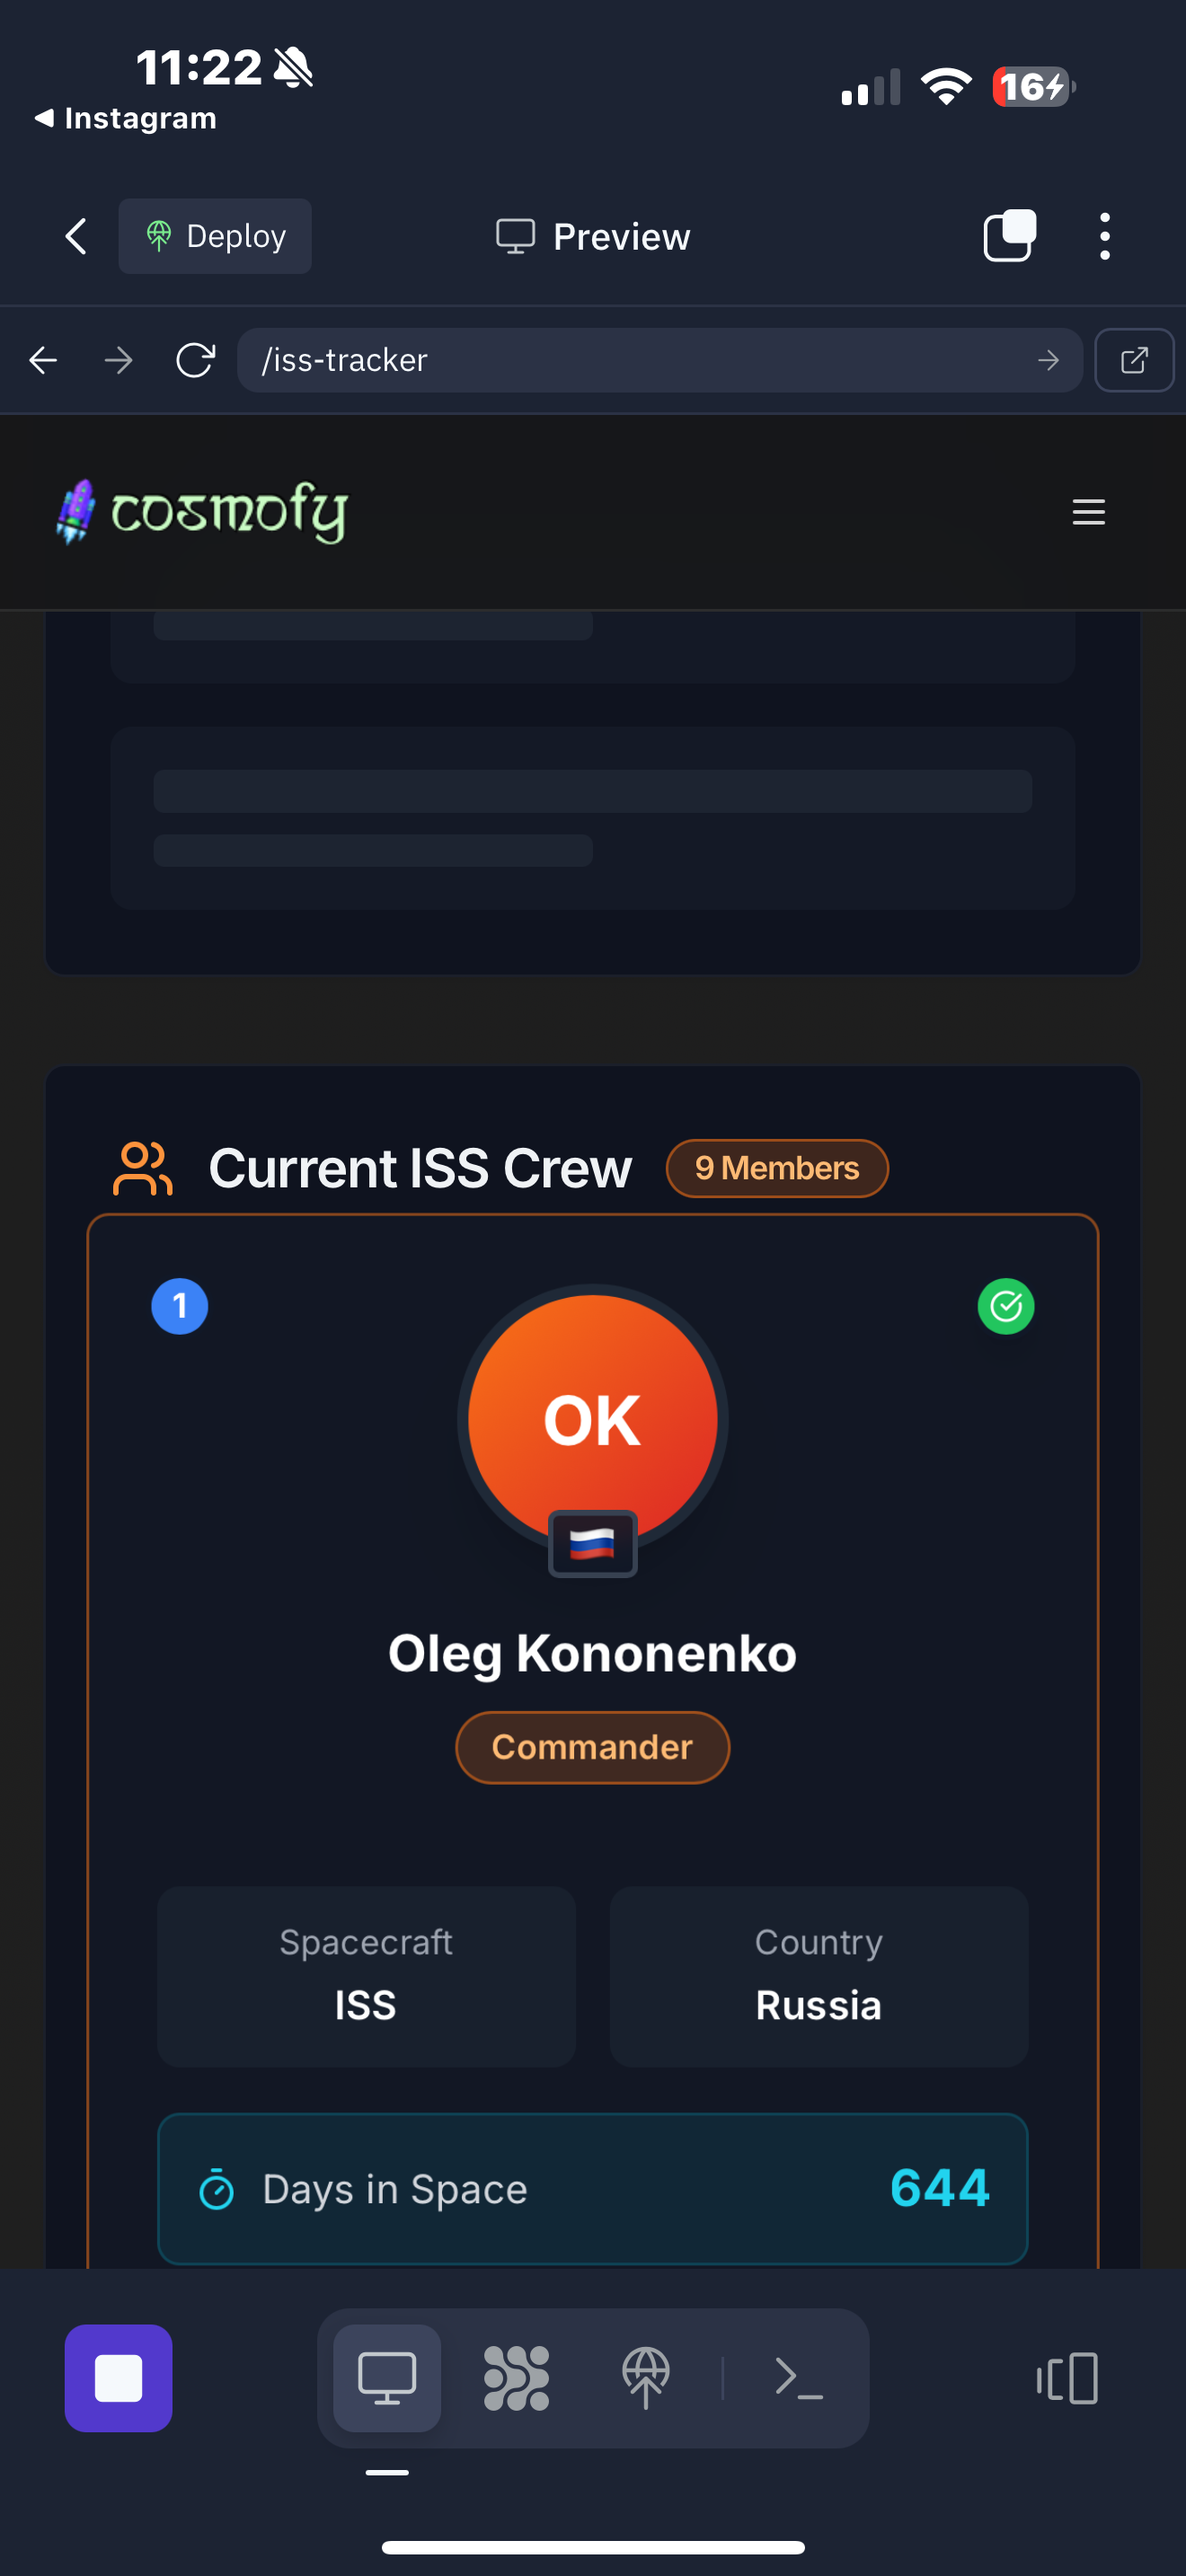 11:22
16
Instagram
Deploy
Preview
/iss-tracker
cosmofy
Current ISS Crew
9 Members
1
OK
Oleg Kononenko
Commander
Spacecraft
Country
ISS
Russia
Days in Space
644